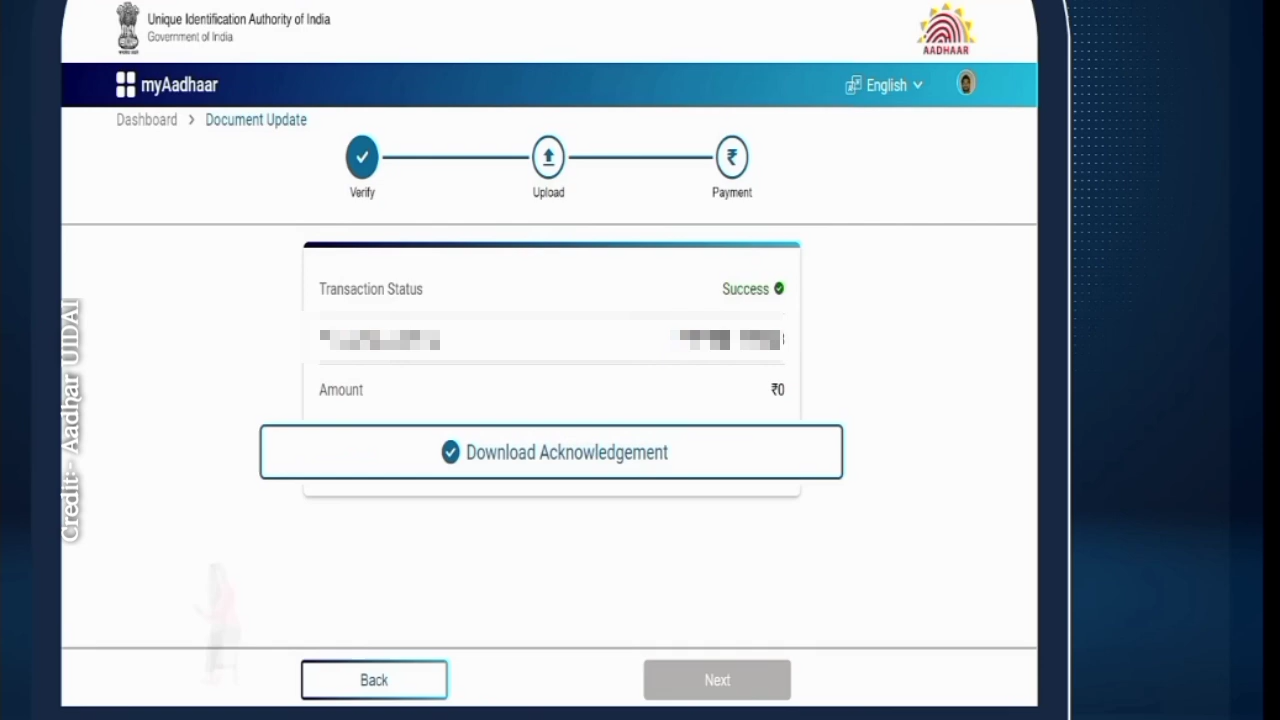 Unique Identification Authority of India
Government of India
AADHAAR
myAadhaar
English
Dashboard > Document Update
₹
Verify
Upload
Payment
Transaction Status
Success
Amount
₹0
Download Acknowledgement
Credit:- Aadhar UIDAI
Back
Next